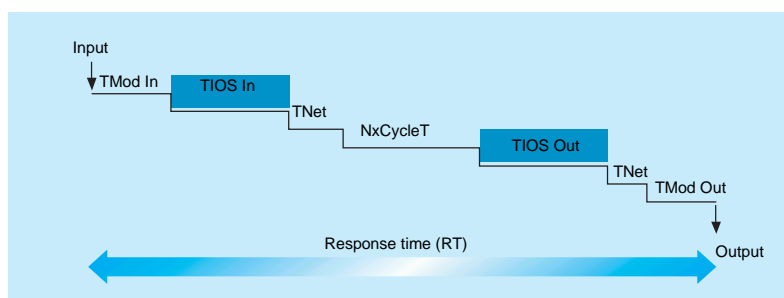 Input
TMod In
TIOS In
TNet
NxCycleT
TIOS Out
TNet
TMod Out
Response time (RT)
Output